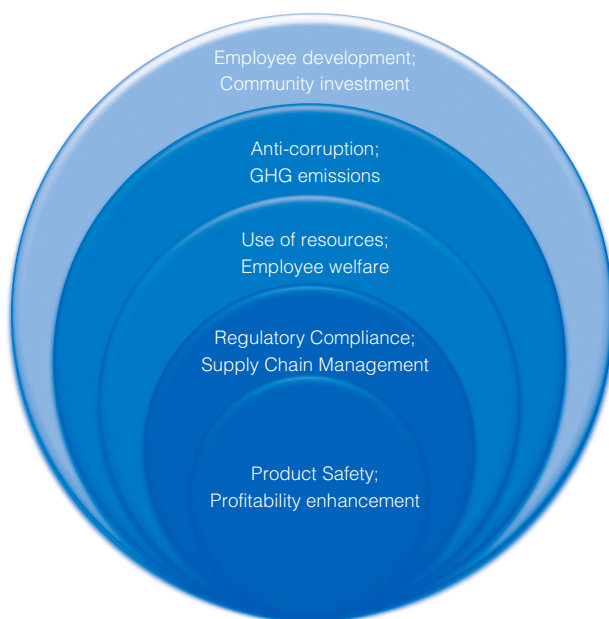 Employee development;
Community investment
Anti-corruption;
GHG emissions
Use of resources;
Employee welfare
Regulatory Compliance;
Supply Chain Management
Product Safety;
Profitability enhancement